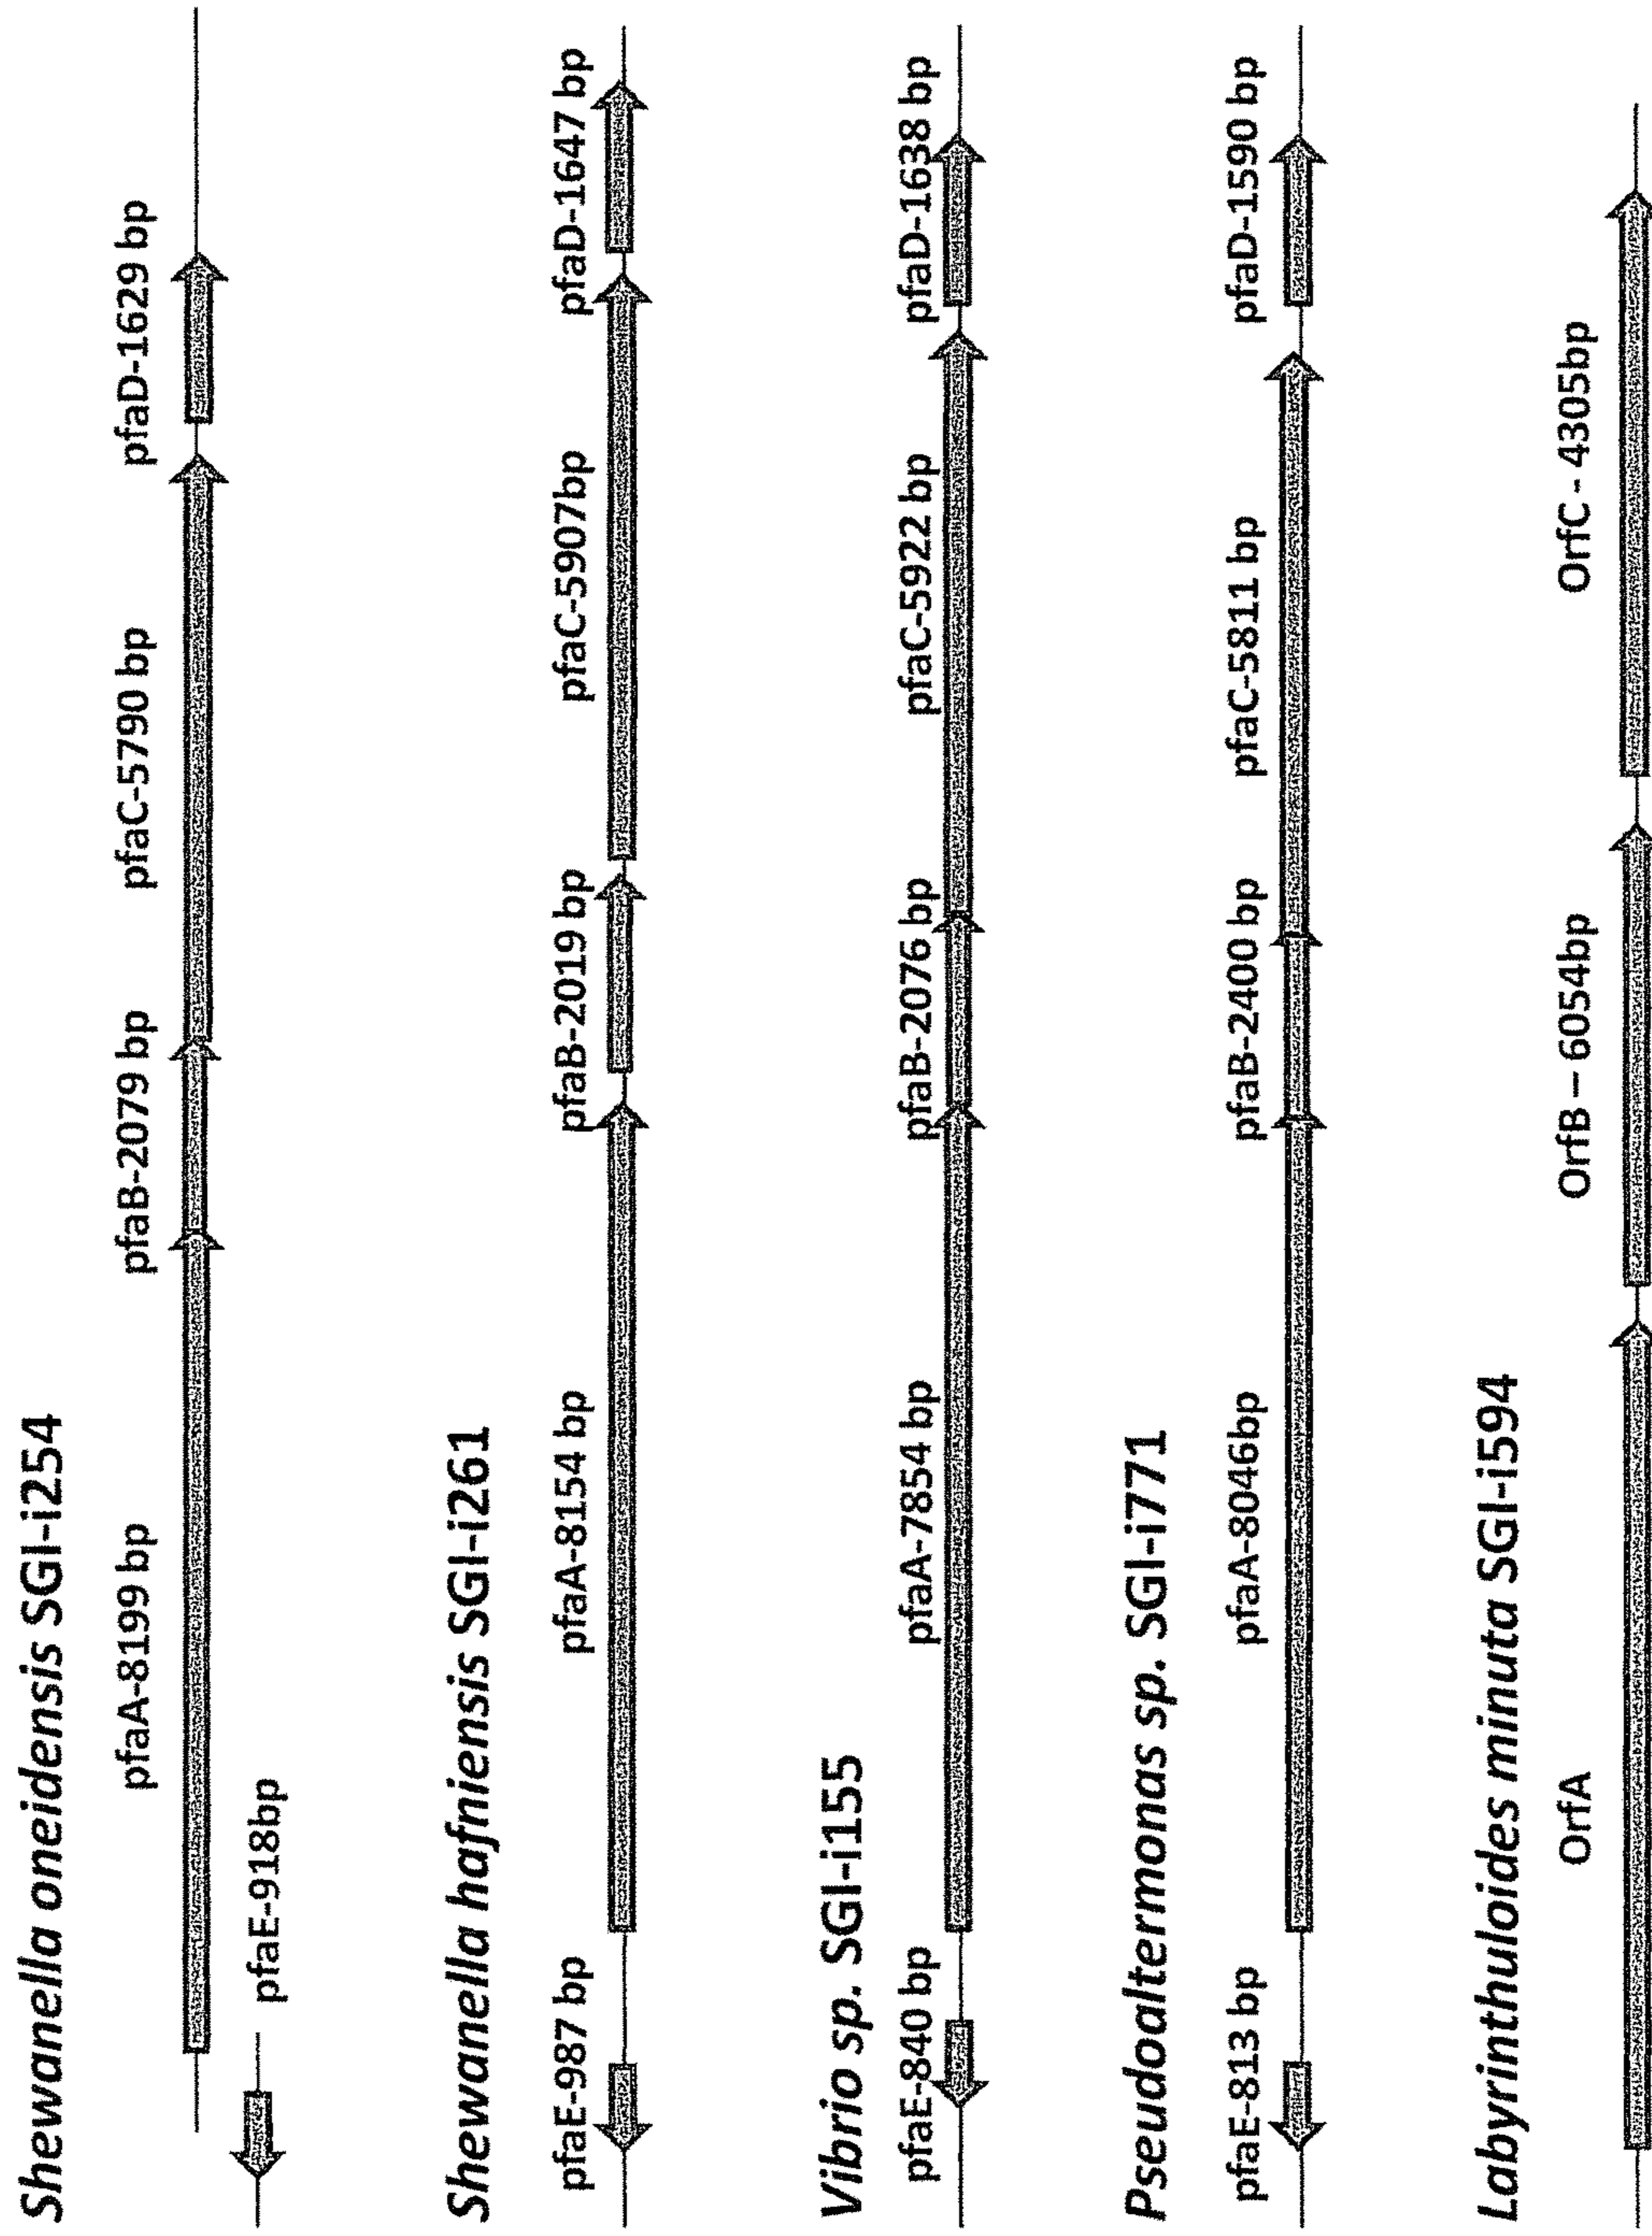 Shewanella oneidensis SGI-i254
pfaA-8199 bp pfaB-2079 bp pfaC-5790 bp pfaD-1629 bp
pfaE-918bp
Shewanella hafniensis SGI-i261
pfaE-987 bp pfaA-8154 bp pfaB-2019 bp pfaC-5907bp pfaD-1647 bp
Vibrio sp. SGI-i155
pfaE-840 bp pfaA-7854 bp pfaB-2076 bp pfaC-5922 bp pfaD-1638 bp
Pseudoaltermonas sp. SGI-i771
pfaE-813 bp pfaA-8046bp pfaB-2400 bp pfaC-5811 bp pfaD-1590 bp
Labyrinthuloides minuta SGI-i594
OrfA OrfB – 6054bp OrfC - 4305bp